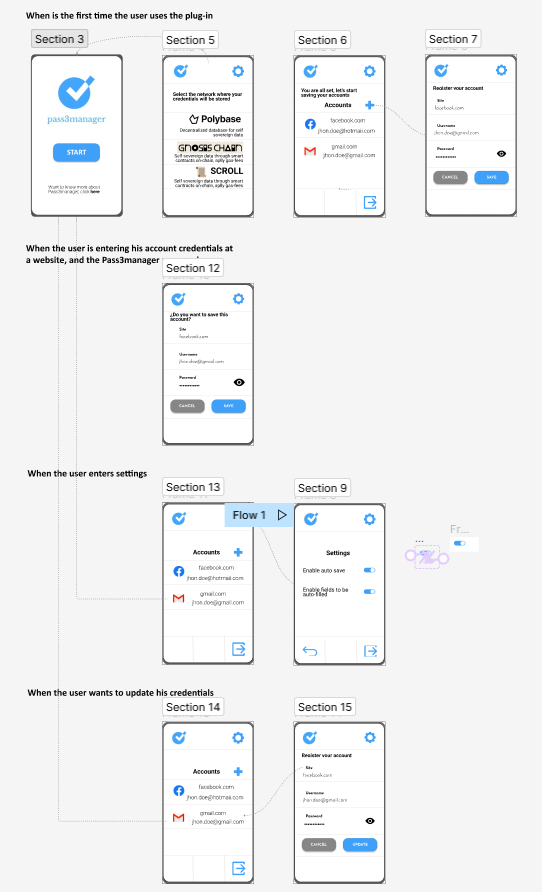 When is the first time the user uses the plug-in
Section 3
Section 5
Section 6
Section 7
pass3manager
START
Want to know more about
Pass3manager, click here
Select the network where your
credentials will be stored
Polybase
Decentralized database for self
sovereign data
GNOSIS CHAIN
Self sovereign data through smart
contracts on-chain, aplly gas-fees
SCROLL
Self sovereign data through smart
contracts on-chain, aplly gas-fees
You are all set, let's start
saving your accounts
Accounts
facebook.com
jhon.doe@hotmail.com
gmail.com
jhon.doe@gmail.com
Register your account
Site
facebook.com
Username
jhon.doe@gmail.com
Password
CANCEL
SAVE
When the user is entering his account credentials at
a website, and the Pass3manager
Section 12
¿Do you want to save this
account?
Site
facebook.com
Username
jhon.doe@gmail.com
Password
CANCEL
SAVE
When the user enters settings
Section 13
Section 9
Flow 1
Accounts
facebook.com
jhon.doe@hotmail.com
gmail.com
jhon.doe@gmail.com
Settings
Enable auto save
Enable fields to be
auto-filled
...
Fr...
When the user wants to update his credentials
Section 14
Section 15
Accounts
facebook.com
jhon.doe@hotmail.com
gmail.com
jhon.doe@gmail.com
Register your account
Site
facebook.com
Username
jhon.doe@gmail.com
Password
CANCEL
UPDATE